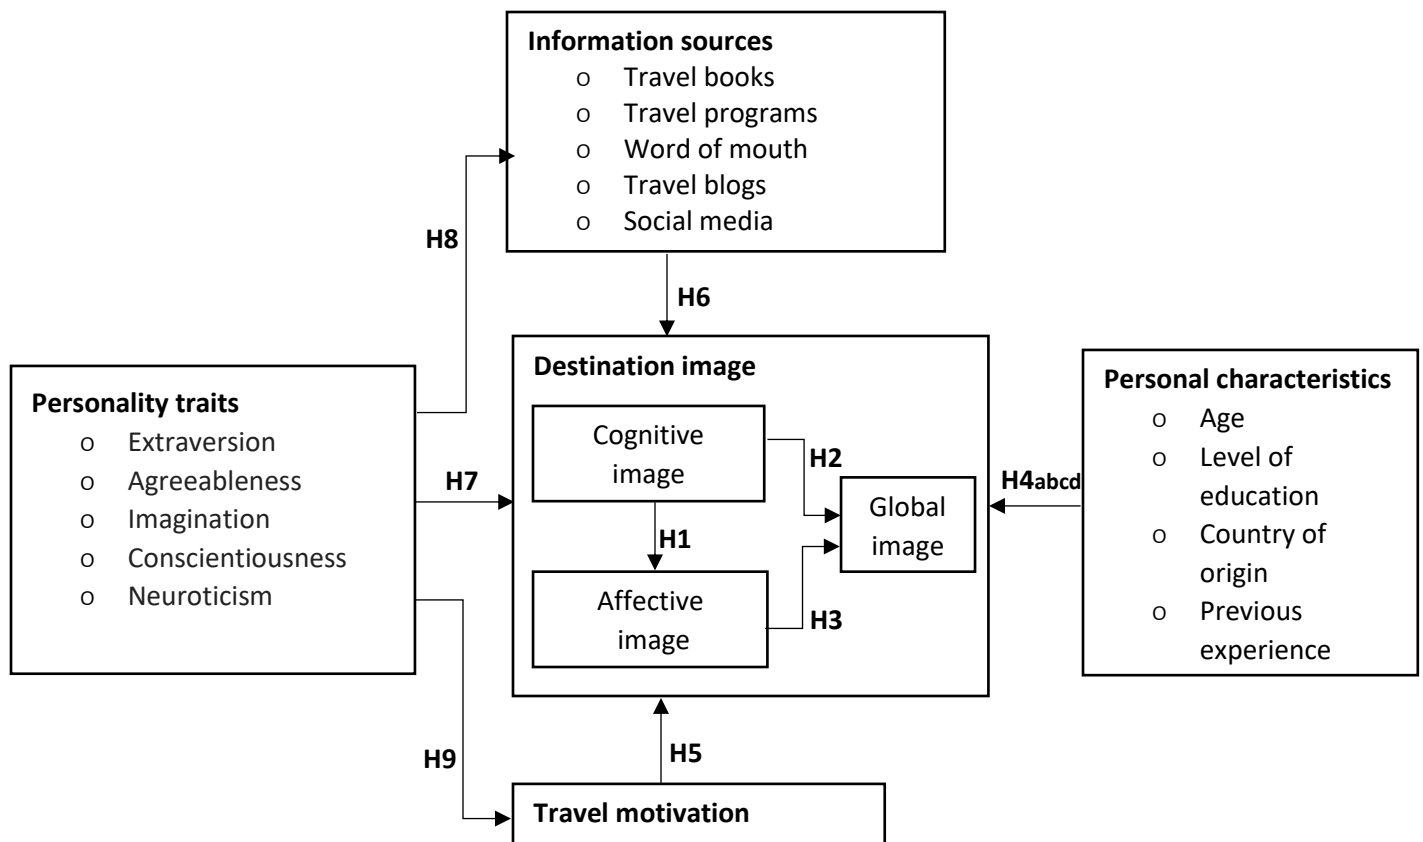 Information sources
o Travel books
o Travel programs
o Word of mouth
o Travel blogs
o Social media
H8
H6
Personality traits
o Extraversion
o Agreeableness
o Imagination
o Conscientiousness
o Neuroticism
H7
Destination image
Cognitive
image
H2
H1
Global
image
Affective
image
H3
H4abcd
Personal characteristics
o Age
o Level of
education
o Country of
origin
o Previous
experience
H9
H5
Travel motivation